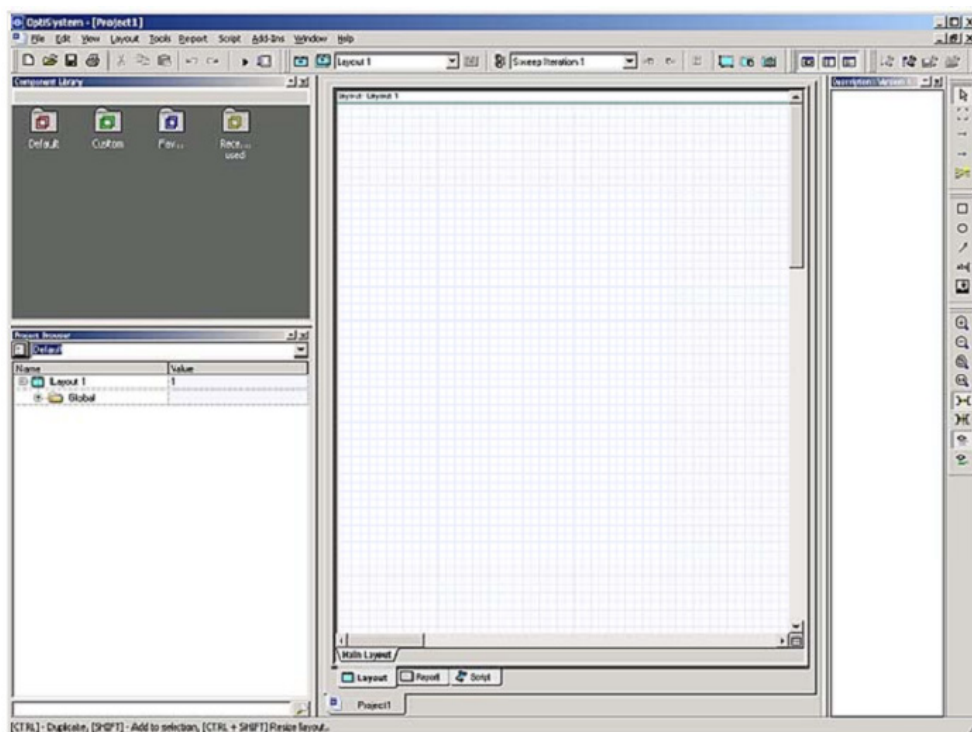 OptiSystem - [Project1]
File Edit View Layout Tools Report Script Add-Ins Window Help
Layout 1
Sweep Iteration 1
Component Library
Default
Custom
Fav...
Rece... used
Layout: Layout 1
Project Browser
Default
Name Value
Layout 1 1
Global
Main Layout
Layout Report Script
Project1
[CTRL] - Duplicate, [SHIFT] - Add to selection, [CTRL + SHIFT] Resize layout.